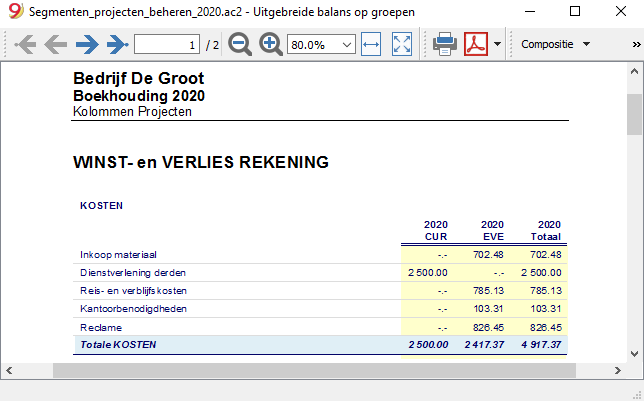 Segmenten_projecten_beheren_2020.ac2 - Uitgebreide balans op groepen
1 / 2 80.0% Compositie »
Bedrijf De Groot
Boekhouding 2020
Kolommen Projecten
WINST- en VERLIES REKENING
KOSTEN
2020 2020 2020
CUR EVE Totaal
Inkoop materiaal -.- 702.48 702.48
Dienstverlening derden 2 500.00 -.- 2 500.00
Reis- en verblijfskosten -.- 785.13 785.13
Kantoorbenodigdheden -.- 103.31 103.31
Reclame -.- 826.45 826.45
Totale KOSTEN 2 500.00 2 417.37 4 917.37